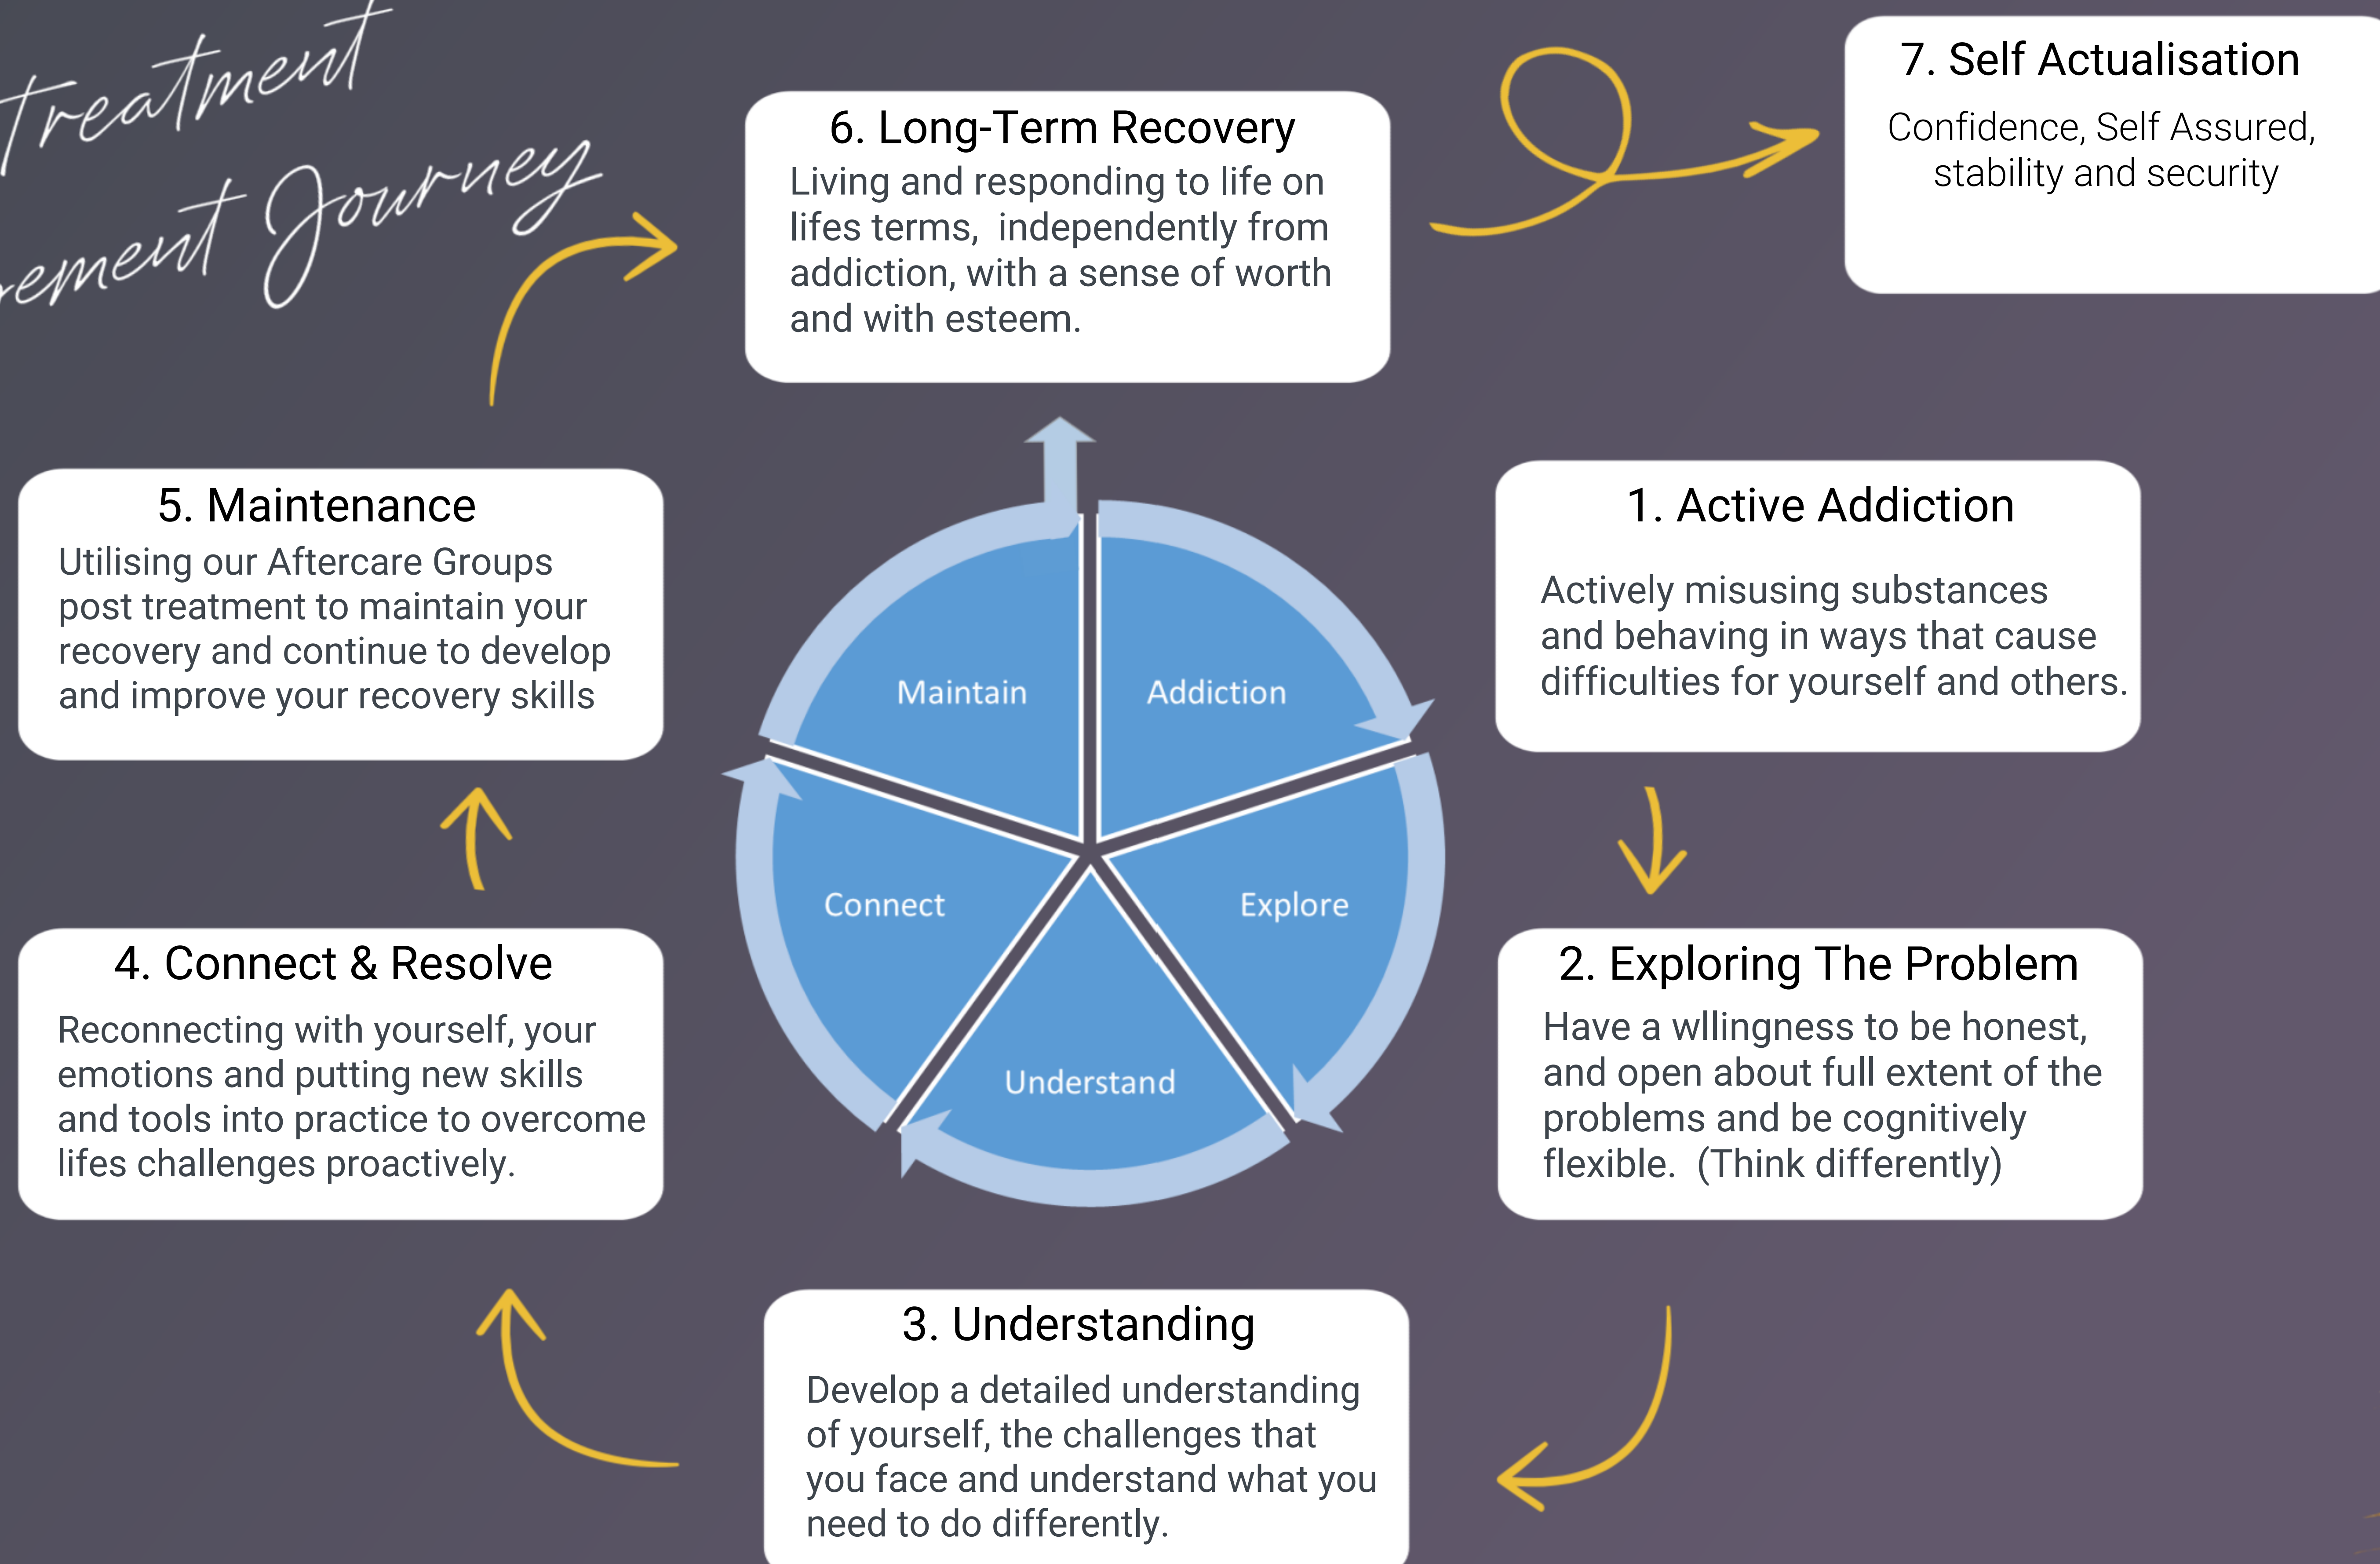 Treatment
Journey
6. Long-Term Recovery
Living and responding to life on
lifes terms,  independently from
addiction, with a sense of worth
and with esteem.
7. Self Actualisation
Confidence, Self Assured,
stability and security
5. Maintenance
Utilising our Aftercare Groups
post treatment to maintain your
recovery and continue to develop
and improve your recovery skills
1. Active Addiction
Actively misusing substances
and behaving in ways that cause
difficulties for yourself and others.
Maintain
Addiction
Connect
Explore
Understand
4. Connect & Resolve
Reconnecting with yourself, your
emotions and putting new skills
and tools into practice to overcome
lifes challenges proactively.
2. Exploring The Problem
Have a wllingness to be honest,
and open about full extent of the
problems and be cognitively
flexible.  (Think differently)
3. Understanding
Develop a detailed understanding
of yourself, the challenges that
you face and understand what you
need to do differently.